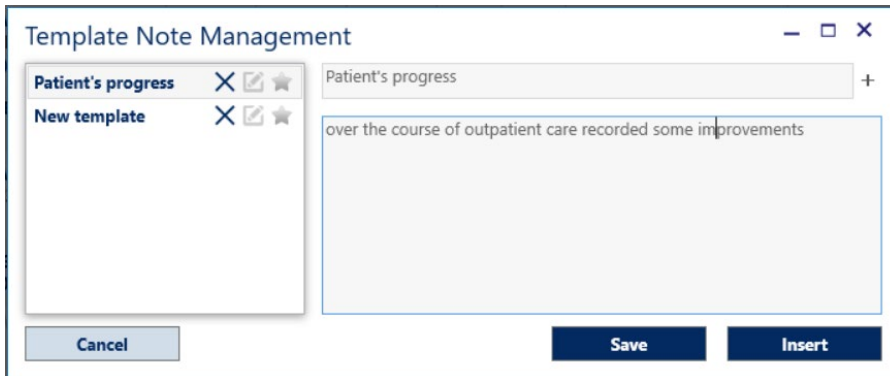 Template Note Management
Patient's progress
New template
Patient's progress
over the course of outpatient care recorded some improvements
Cancel
Save
Insert